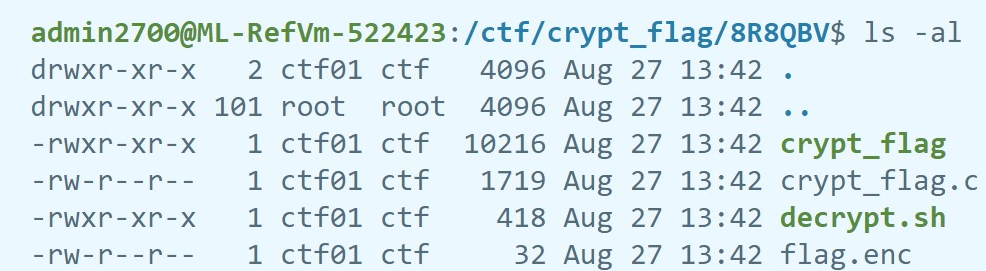 admin2700@ML-RefVm-522423:/ctf/crypt_flag/8R8QBV$ ls -al
drwxr-xr-x   2 ctf01 ctf   4096 Aug 27 13:42 .
drwxr-xr-x 101 root  root  4096 Aug 27 13:42 ..
-rwxr-xr-x   1 ctf01 ctf  10216 Aug 27 13:42 crypt_flag
-rw-r--r--   1 ctf01 ctf   1719 Aug 27 13:42 crypt_flag.c
-rwxr-xr-x   1 ctf01 ctf    418 Aug 27 13:42 decrypt.sh
-rw-r--r--   1 ctf01 ctf     32 Aug 27 13:42 flag.enc